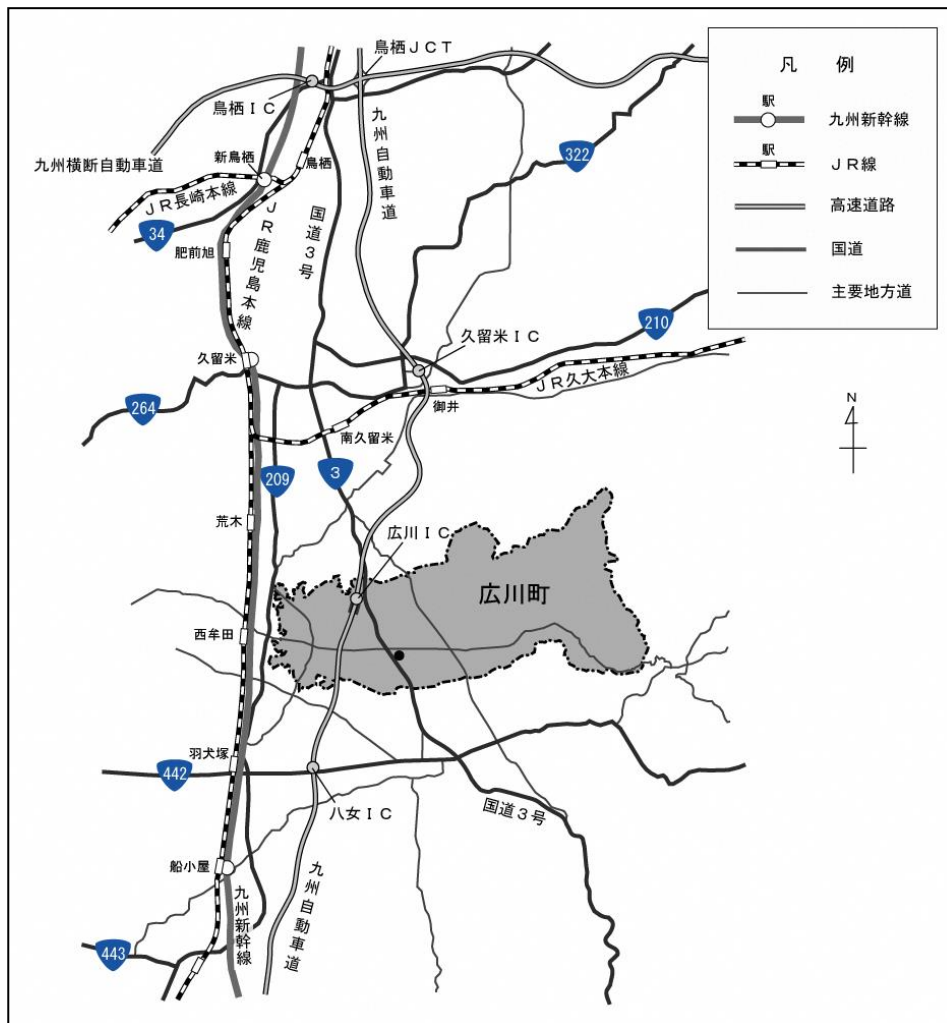 鳥栖ＪＣＴ
鳥栖ＩＣ
九州横断自動車道
新鳥栖
鳥栖
ＪＲ長崎本線
34
肥前旭
ＪＲ鹿児島本線
国道3号
九州自動車道
322
凡　例
駅
九州新幹線
駅
ＪＲ線
高速道路
国道
主要地方道
210
久留米ＩＣ
久留米
ＪＲ久大本線
264
御井
南久留米
N
209
3
荒木
広川ＩＣ
広川町
西牟田
羽犬塚
442
八女ＩＣ
国道3号
船小屋
九州新幹線
九州自動車道
443